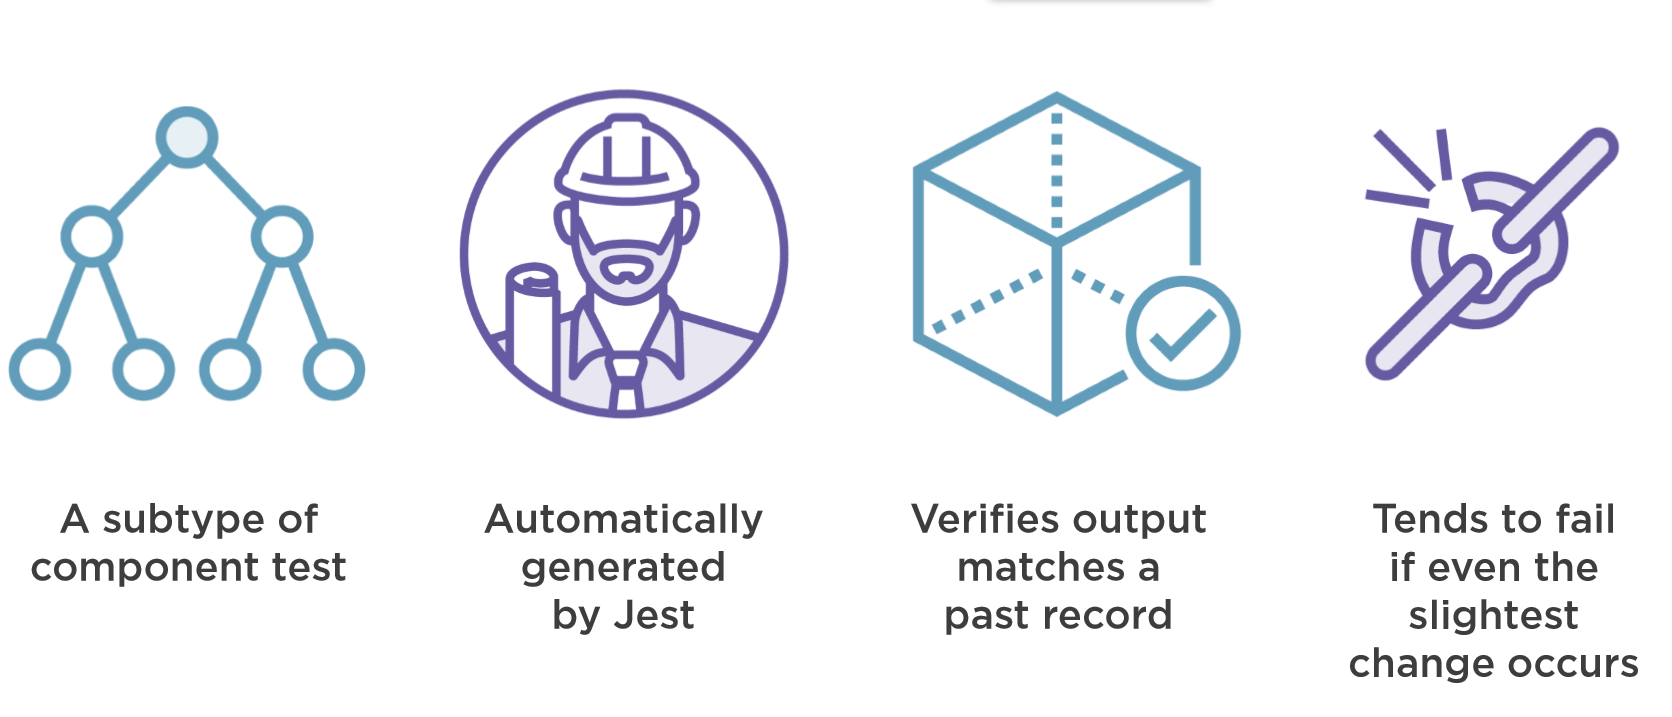 A subtype of
component test
Automatically
generated
by Jest
Verifies output
matches a
past record
Tends to fail
if even the
slightest
change occurs